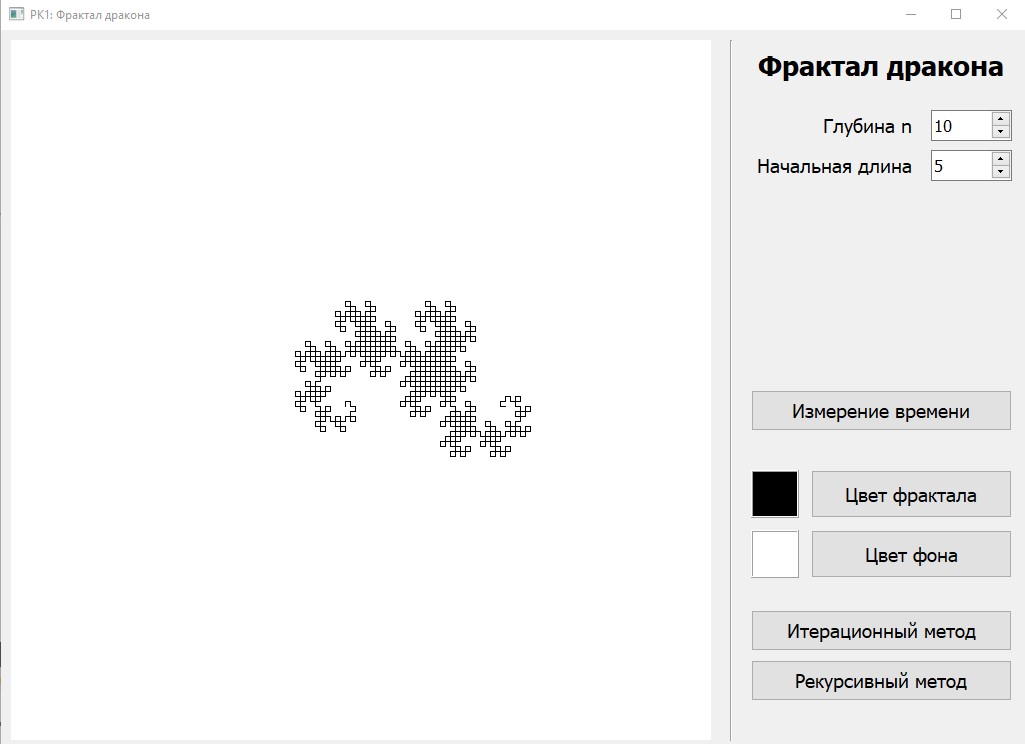 РК1: Фрактал дракона
Фрактал дракона
Глубина n 10
Начальная длина 5
Измерение времени
Цвет фрактала
Цвет фона
Итерационный метод
Рекурсивный метод